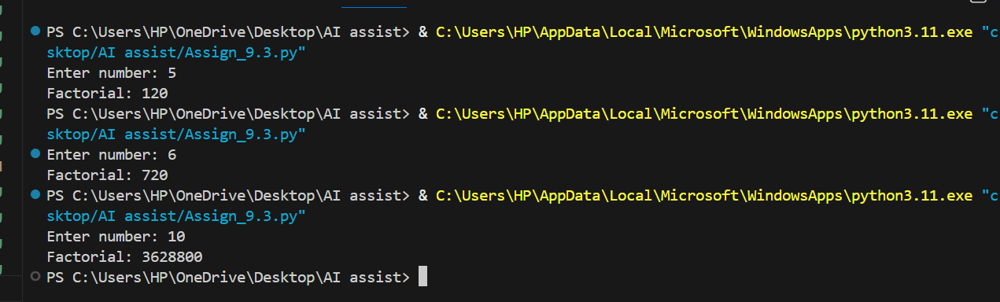 PS C:\Users\HP\OneDrive\Desktop\AI assist> & C:\Users\HP\AppData\Local\Microsoft\WindowsApps\python3.11.exe "c
sktop/AI assist/Assign_9.3.py"
Enter number: 5
Factorial: 120
PS C:\Users\HP\OneDrive\Desktop\AI assist> & C:\Users\HP\AppData\Local\Microsoft\WindowsApps\python3.11.exe "c
sktop/AI assist/Assign_9.3.py"
Enter number: 6
Factorial: 720
PS C:\Users\HP\OneDrive\Desktop\AI assist> & C:\Users\HP\AppData\Local\Microsoft\WindowsApps\python3.11.exe "c
sktop/AI assist/Assign_9.3.py"
Enter number: 10
Factorial: 3628800
PS C:\Users\HP\OneDrive\Desktop\AI assist>